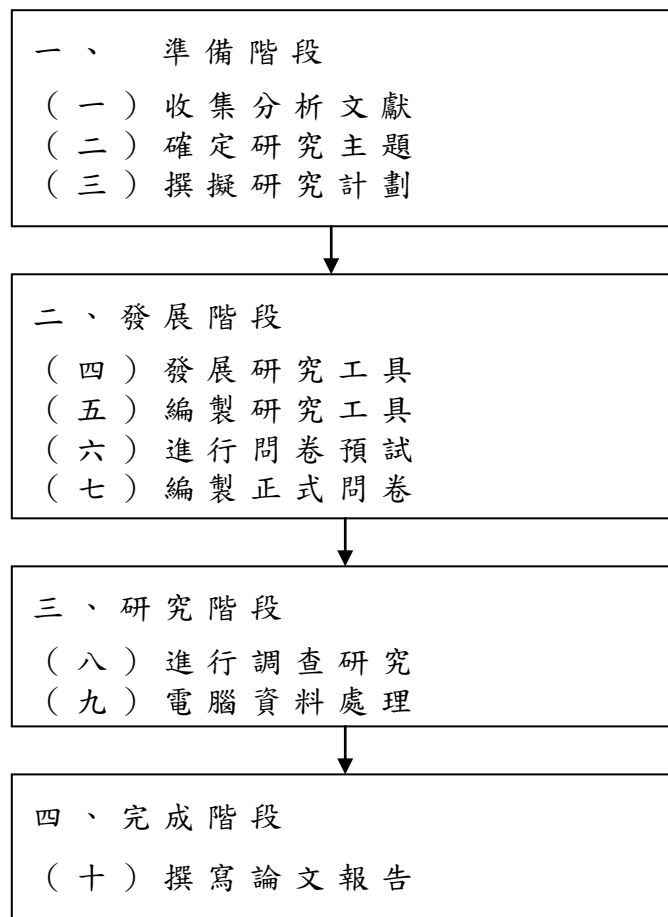 一、 準備階段
（一）收集分析文獻
（二）確定研究主題
（三）撰擬研究計劃
二、發展階段
（四）發展研究工具
（五）編製研究工具
（六）進行問卷預試
（七）編製正式問卷
三、研究階段
（八）進行調查研究
（九）電腦資料處理
四、完成階段
（十）撰寫論文報告